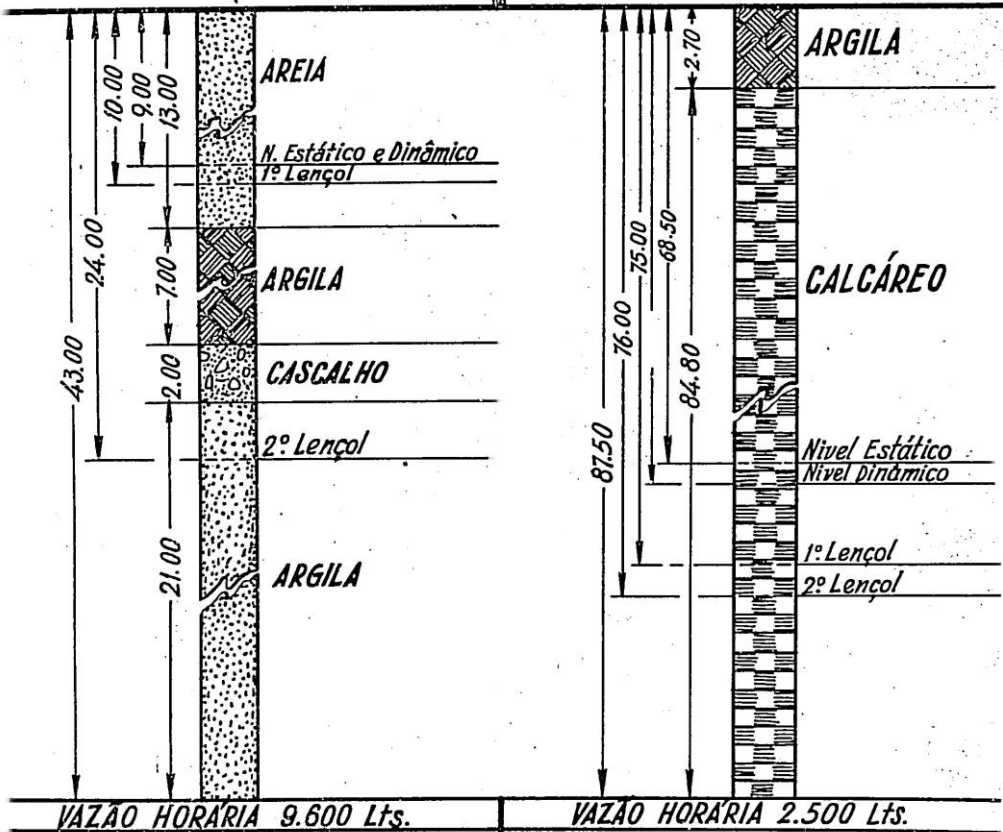 10.00
9.00
13.00
AREIA
N. Estático e Dinâmico
1º Lençol
24.00
7.00
ARGILA
43.00
2.00
CASCALHO
2º Lençol
21.00
ARGILA
VAZÃO HORÁRIA 9.600 Lts.
2.70
ARGILA
68.50
75.00
76.00
84.80
87.50
CALCÁREO
Nivel Estático
Nivel Dinâmico
1º Lençol
2º Lençol
VAZÃO HORÁRIA 2.500 Lts.